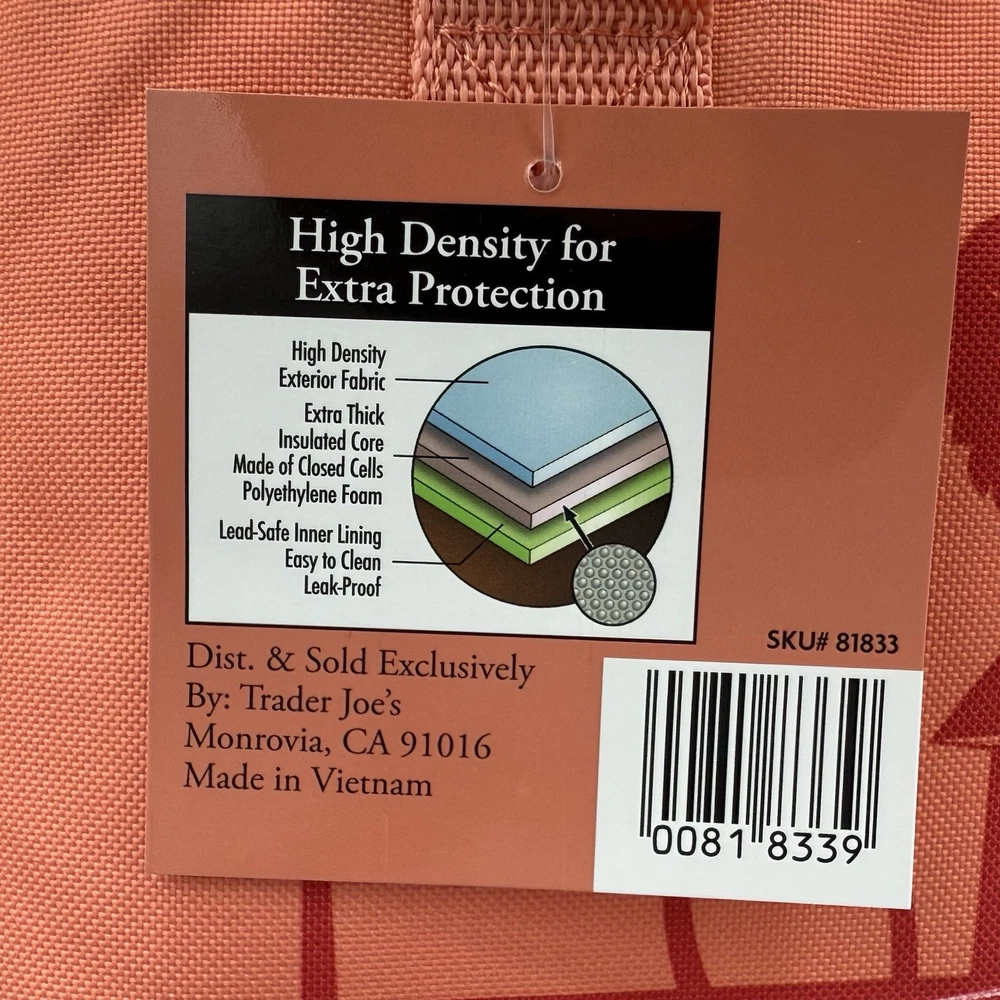 High Density for
Extra Protection
High Density
Exterior Fabric
Extra Thick
Insulated Core
Made of Closed Cells
Polyethylene Foam
Lead-Safe Inner Lining
Easy to Clean
Leak-Proof
SKU# 81833
Dist. & Sold Exclusively
By: Trader Joe's
Monrovia, CA 91016
Made in Vietnam
0081 8339